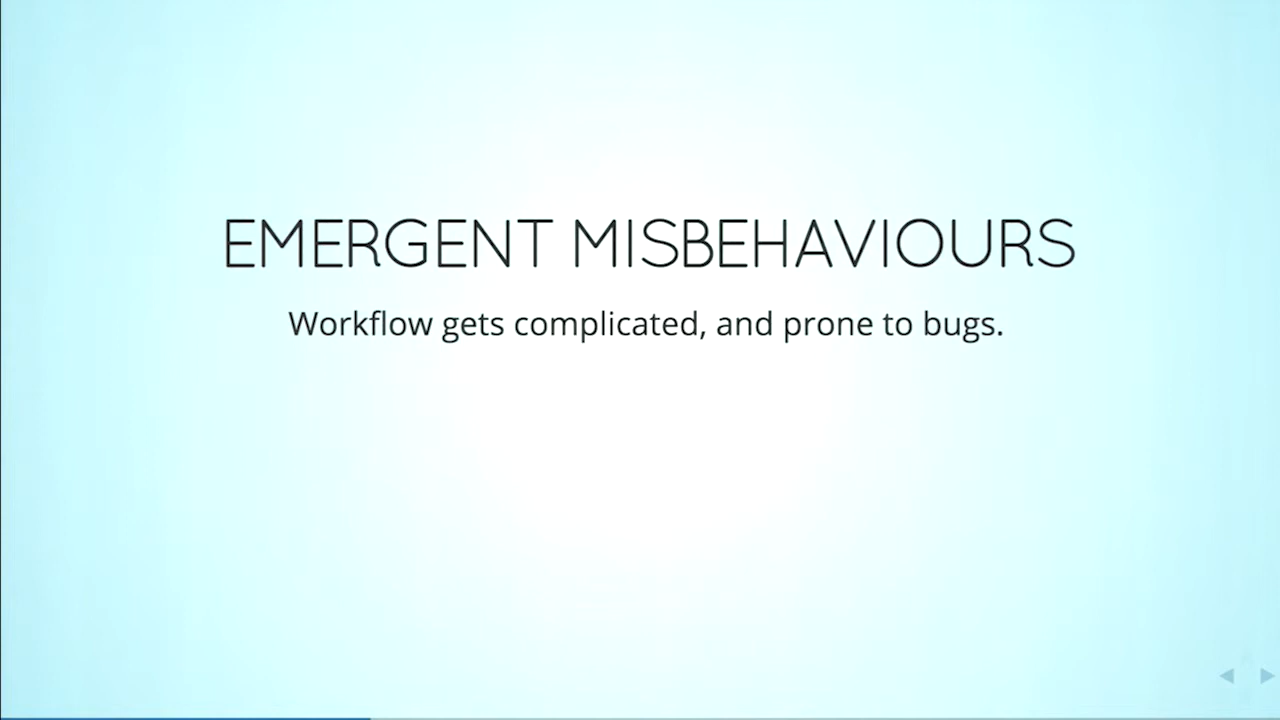 EMERGENT MISBEHAVIOURS
Workflow gets complicated, and prone to bugs.